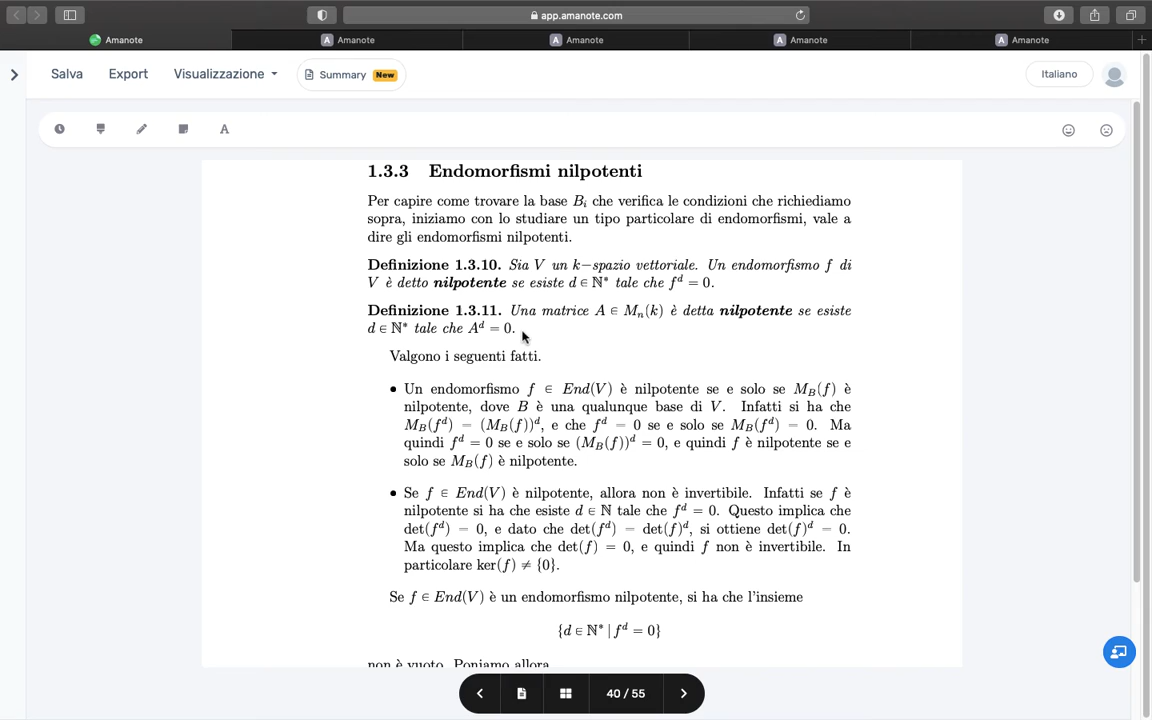 app.amanote.com
Amanote
Amanote
Amanote
Amanote
Amanote
Salva
Export
Visualizzazione
Summary New
Italiano
A
1.3.3 Endomorfismi nilpotenti
Per capire come trovare la base B_i che verifica le condizioni che richiediamo
sopra, iniziamo con lo studiare un tipo particolare di endomorfismi, vale a
dire gli endomorfismi nilpotenti.
Definizione 1.3.10. Sia V un k−spazio vettoriale. Un endomorfismo f di
V è detto nilpotente se esiste d ∈ ℕ* tale che f^d = 0.
Definizione 1.3.11. Una matrice A ∈ M_n(k) è detta nilpotente se esiste
d ∈ ℕ* tale che A^d = 0.
Valgono i seguenti fatti.
• Un endomorfismo f ∈ End(V) è nilpotente se e solo se M_B(f) è
nilpotente, dove B è una qualunque base di V. Infatti si ha che
M_B(f^d) = (M_B(f))^d, e che f^d = 0 se e solo se M_B(f^d) = 0. Ma
quindi f^d = 0 se e solo se (M_B(f))^d = 0, e quindi f è nilpotente se e
solo se M_B(f) è nilpotente.
• Se f ∈ End(V) è nilpotente, allora non è invertibile. Infatti se f è
nilpotente si ha che esiste d ∈ ℕ tale che f^d = 0. Questo implica che
det(f^d) = 0, e dato che det(f^d) = det(f)^d, si ottiene det(f)^d = 0.
Ma questo implica che det(f) = 0, e quindi f non è invertibile. In
particolare ker(f) ≠ {0}.
Se f ∈ End(V) è un endomorfismo nilpotente, si ha che l'insieme
{d ∈ ℕ* | f^d = 0}
non è vuoto. Poniamo allora
40 / 55